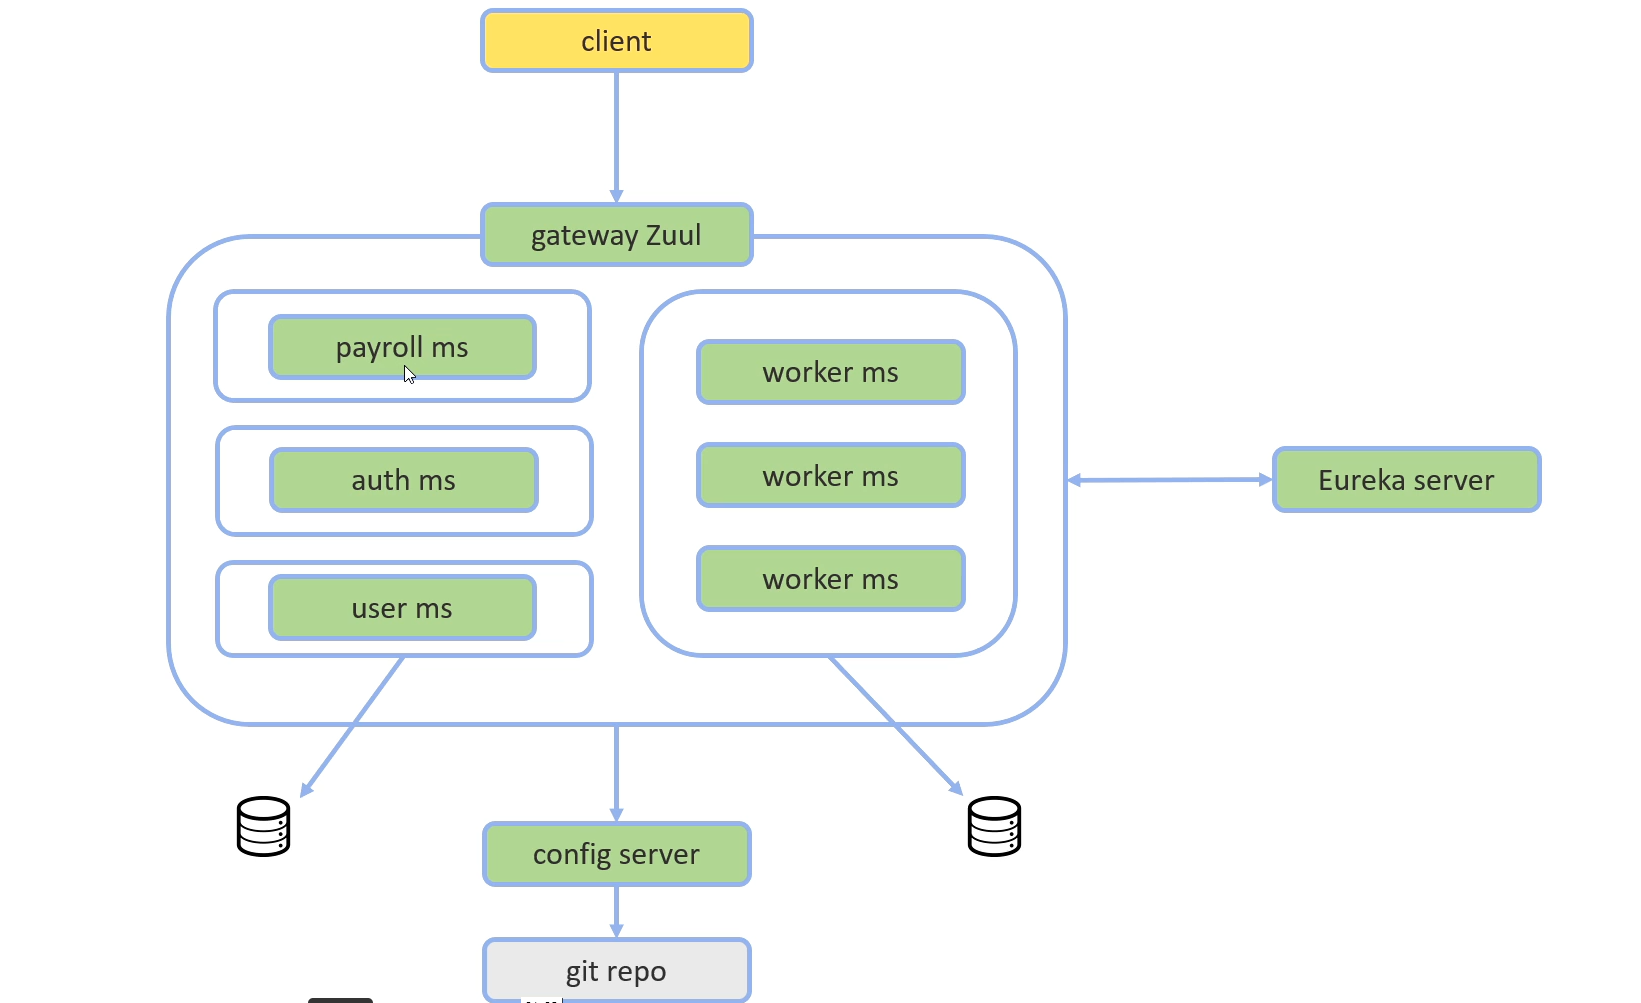 client
gateway Zuul
payroll ms
worker ms
auth ms
worker ms
Eureka server
user ms
worker ms
config server
git repo